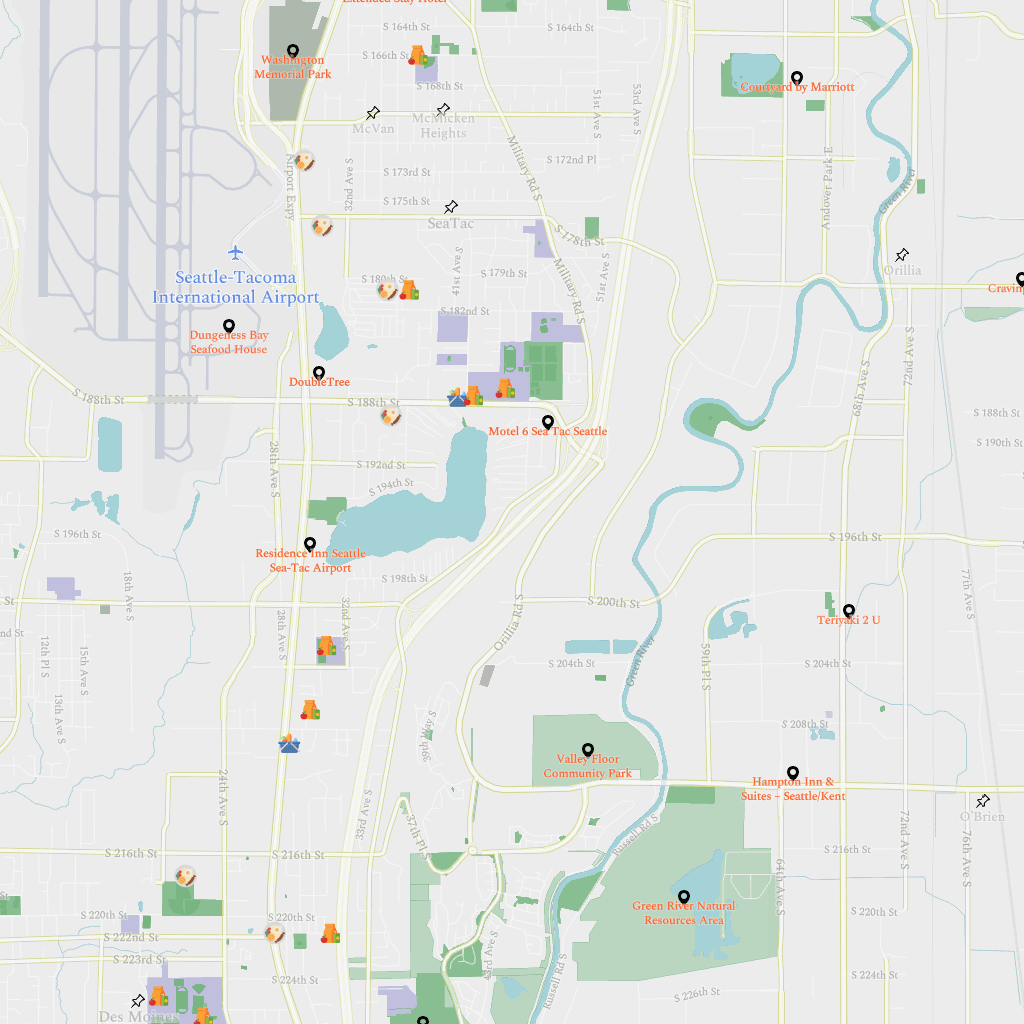 Extended Stay Hotel
S 164th St
S 164th St
S 166th St
Washington
Memorial Park
S 168th St
Courtyard by Marriott
51st Ave S
53rd Ave S
McVan
McMicken
Heights
Military Rd S
Airport Expy
32nd Ave S
S 172nd Pl
S 173rd St
Andover Park E
Green River
S 175th St
SeaTac
S 178th St
Orillia
41st Ave S
S 179th St
Military Rd S
51st Ave S
Seattle-Tacoma
International Airport
S 180th St
S 182nd St
Dungeness Bay
Seafood House
DoubleTree
68th Ave S
72nd Ave S
S 188th St
S 188th St
S 188th St
Motel 6 Sea Tac Seattle
S 190th St
28th Ave S
S 192nd St
S 194th St
S 196th St
S 196th St
Residence Inn Seattle
Sea-Tac Airport
S 198th St
18th Ave S
77th Ave S
S 200th St
28th Ave S
32nd Ave S
Orillia Rd S
Teriyaki 2 U
12th Pl S
15th Ave S
Green River
59th Pl S
S 204th St
S 204th St
13th Ave S
36th Way S
S 208th St
Valley Floor
Community Park
Hampton Inn &
Suites – Seattle/Kent
24th Ave S
33rd Ave S
37th Pl S
Russell Rd S
O'Brien
72nd Ave S
76th Ave S
S 216th St
S 216th St
S 216th St
64th Ave S
Green River Natural
Resources Area
S 220th St
S 220th St
S 220th St
S 222nd St
43rd Ave S
S 223rd St
S 224th St
S 224th St
Russell Rd S
S 226th St
Des Moines